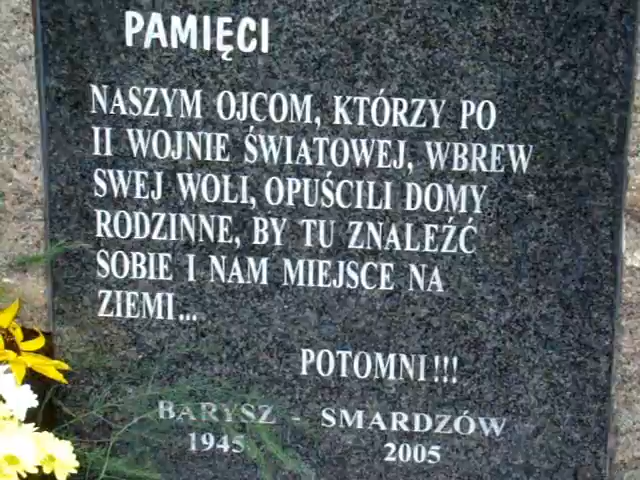 PAMIĘCI
NASZYM OJCOM, KTÓRZY PO
II WOJNIE ŚWIATOWEJ, WBREW
SWEJ WOLI, OPUŚCILI DOMY
RODZINNE, BY TU ZNALEŹĆ
SOBIE I NAM MIEJSCE NA
ZIEMI...
POTOMNI!!!
BARYSZ - SMARDZÓW
1945 2005